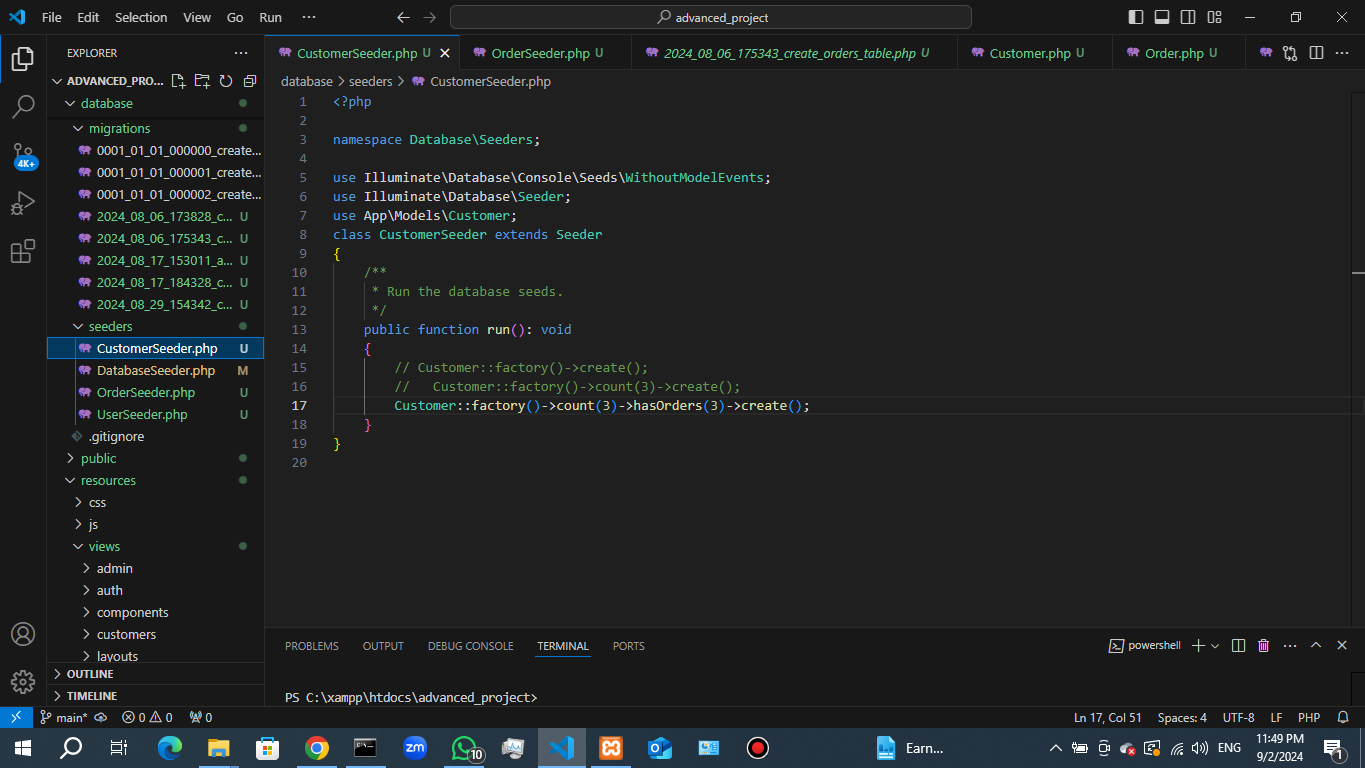 File Edit Selection View Go Run ···
advanced_project
EXPLORER
ADVANCED_PRO...
database
migrations
0001_01_01_000000_create...
0001_01_01_000001_create...
0001_01_01_000002_create...
2024_08_06_173828_c... U
2024_08_06_175343_c... U
2024_08_17_153011_a... U
2024_08_17_184328_c... U
2024_08_29_154342_c... U
seeders
CustomerSeeder.php U
DatabaseSeeder.php M
OrderSeeder.php U
UserSeeder.php U
.gitignore
public
resources
css
js
views
admin
auth
components
customers
layouts
OUTLINE
TIMELINE
4K+
CustomerSeeder.php U
OrderSeeder.php U
2024_08_06_175343_create_orders_table.php U
Customer.php U
Order.php U
database > seeders > CustomerSeeder.php
1 <?php
2
3 namespace Database\Seeders;
4
5 use Illuminate\Database\Console\Seeds\WithoutModelEvents;
6 use Illuminate\Database\Seeder;
7 use App\Models\Customer;
8 class CustomerSeeder extends Seeder
9 {
10 /**
11 * Run the database seeds.
12 */
13 public function run(): void
14 {
15 // Customer::factory()->create();
16 //   Customer::factory()->count(3)->create();
17 Customer::factory()->count(3)->hasOrders(3)->create();
18 }
19 }
20
PROBLEMS OUTPUT DEBUG CONSOLE TERMINAL PORTS
powershell
PS C:\xampp\htdocs\advanced_project>
main* 0 0 0
Ln 17, Col 51 Spaces: 4 UTF-8 LF PHP
zm
10
Earn...
ENG
11:49 PM
9/2/2024
1